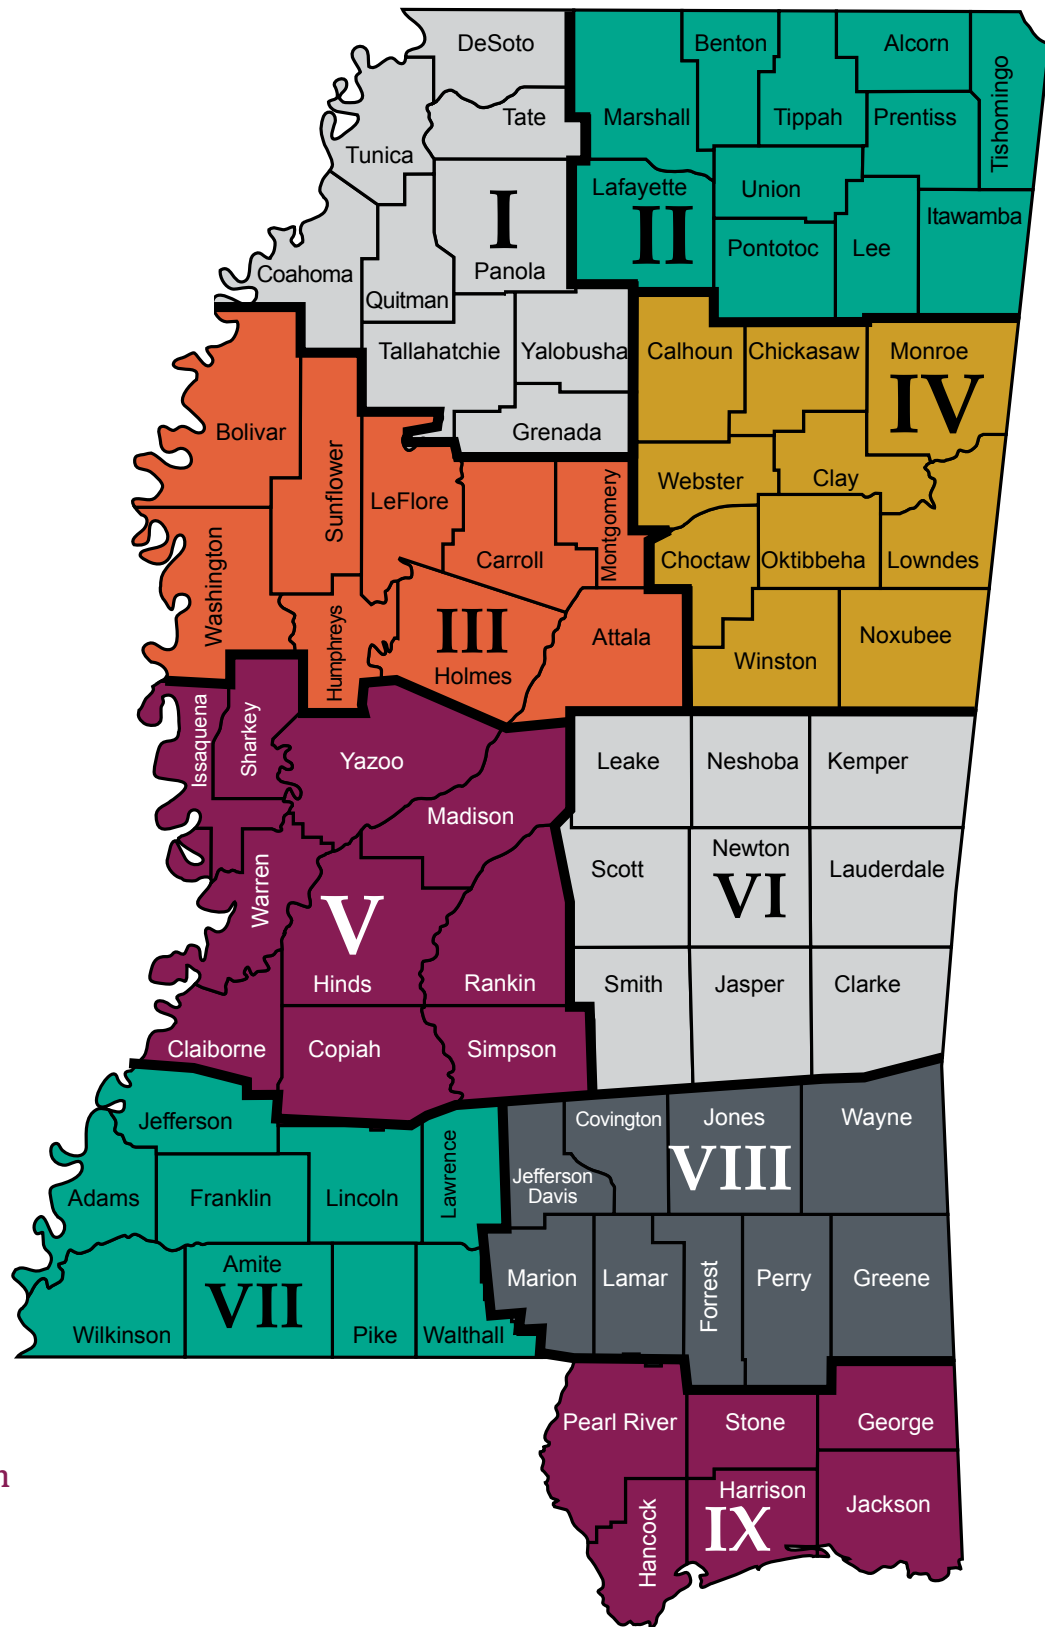 DeSoto
Benton
Alcorn
Tate
Marshall
Tippah
Prentiss
Tishomingo
Tunica
Lafayette
Union
I
II
Itawamba
Coahoma
Panola
Pontotoc
Lee
Quitman
Tallahatchie
Yalobusha
Calhoun
Chickasaw
Monroe
IV
Bolivar
Grenada
Sunflower
LeFlore
Montgomery
Webster
Clay
Washington
Carroll
Choctaw
Oktibbeha
Lowndes
Humphreys
III
Holmes
Attala
Winston
Noxubee
Issaquena
Sharkey
Yazoo
Leake
Neshoba
Kemper
Madison
Warren
Scott
Newton
VI
Lauderdale
V
Hinds
Rankin
Smith
Jasper
Clarke
Claiborne
Copiah
Simpson
Jefferson
Lawrence
Covington
Jones
Wayne
VIII
Adams
Franklin
Lincoln
Jefferson
Davis
Amite
VII
Marion
Lamar
Forrest
Perry
Greene
Wilkinson
Pike
Walthall
Pearl River
Stone
George
n
Hancock
Harrison
IX
Jackson